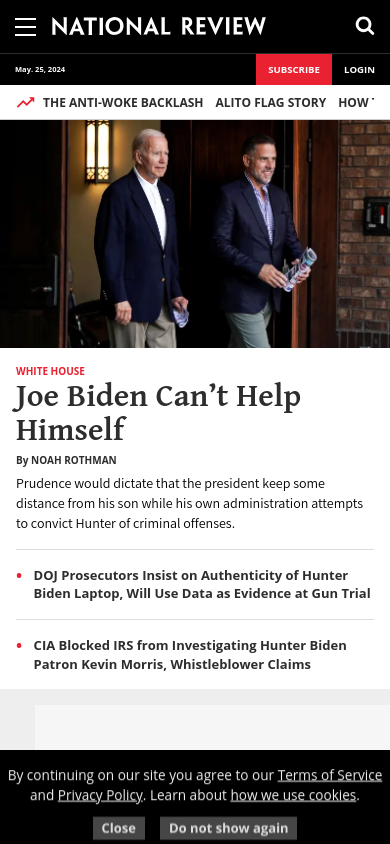 NATIONAL REVIEW
May. 25, 2024
SUBSCRIBE
LOGIN
THE ANTI-WOKE BACKLASH ALITO FLAG STORY HOW
WHITE HOUSE
Joe Biden Can’t Help
Himself
By NOAH ROTHMAN
Prudence would dictate that the president keep some
distance from his son while his own administration attempts
to convict Hunter of criminal offenses.
DOJ Prosecutors Insist on Authenticity of Hunter
Biden Laptop, Will Use Data as Evidence at Gun Trial
CIA Blocked IRS from Investigating Hunter Biden
Patron Kevin Morris, Whistleblower Claims
By continuing on our site you agree to our Terms of Service
and Privacy Policy. Learn about how we use cookies.
Close
Do not show again